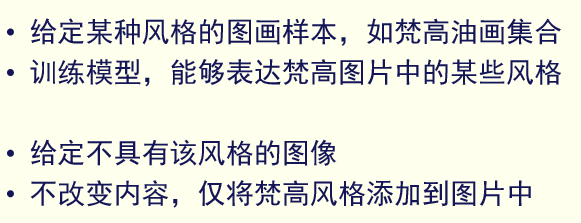 • 给定某种风格的图画样本，如梵高油画集合
• 训练模型，能够表达梵高图片中的某些风格
• 给定不具有该风格的图像
• 不改变内容，仅将梵高风格添加到图片中